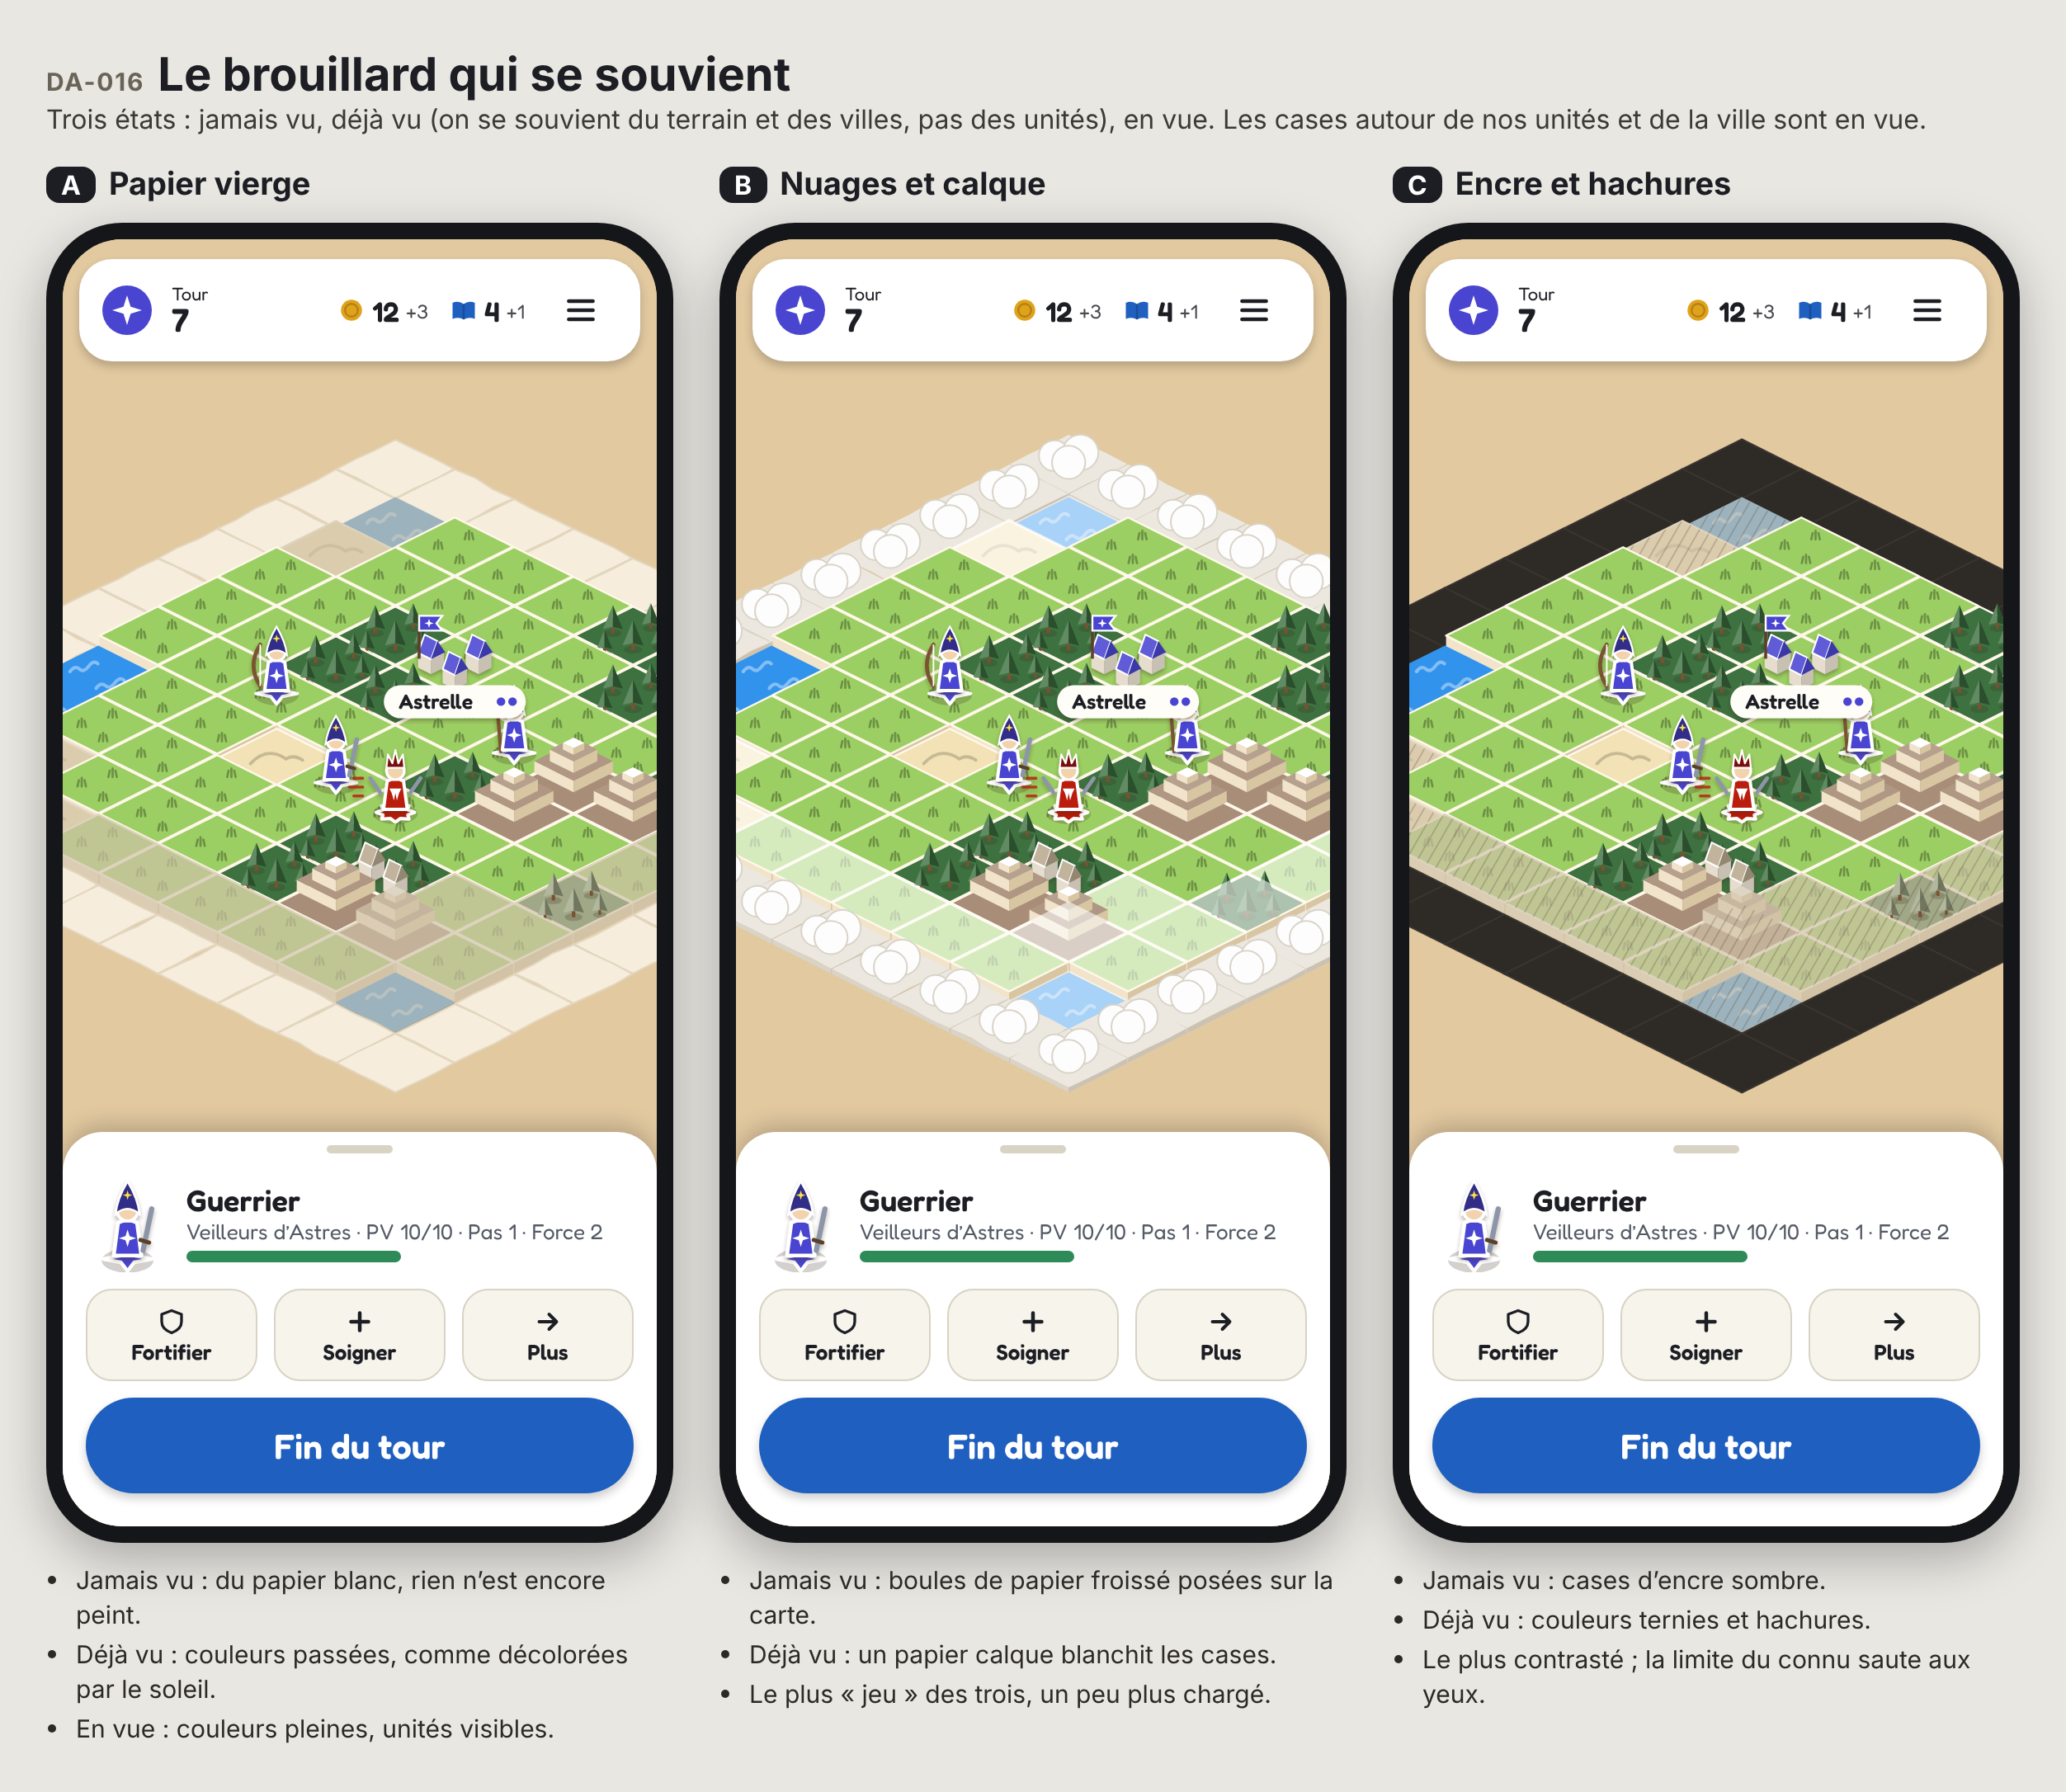 DA-016 Le brouillard qui se souvient
Trois états : jamais vu, déjà vu (on se souvient du terrain et des villes, pas des unités), en vue. Les cases autour de nos unités et de la ville sont en vue.
A Papier vierge
Tour
7
12 +3
4 +1
Astrelle
Guerrier
Veilleurs d’Astres · PV 10/10 · Pas 1 · Force 2
Fortifier
Soigner
Plus
Fin du tour
• Jamais vu : du papier blanc, rien n’est encore
peint.
• Déjà vu : couleurs passées, comme décolorées
par le soleil.
• En vue : couleurs pleines, unités visibles.
B Nuages et calque
Tour
7
12 +3
4 +1
Astrelle
Guerrier
Veilleurs d’Astres · PV 10/10 · Pas 1 · Force 2
Fortifier
Soigner
Plus
Fin du tour
• Jamais vu : boules de papier froissé posées sur la
carte.
• Déjà vu : un papier calque blanchit les cases.
• Le plus « jeu » des trois, un peu plus chargé.
C Encre et hachures
Tour
7
12 +3
4 +1
Astrelle
Guerrier
Veilleurs d’Astres · PV 10/10 · Pas 1 · Force 2
Fortifier
Soigner
Plus
Fin du tour
• Jamais vu : cases d’encre sombre.
• Déjà vu : couleurs ternies et hachures.
• Le plus contrasté ; la limite du connu saute aux
yeux.